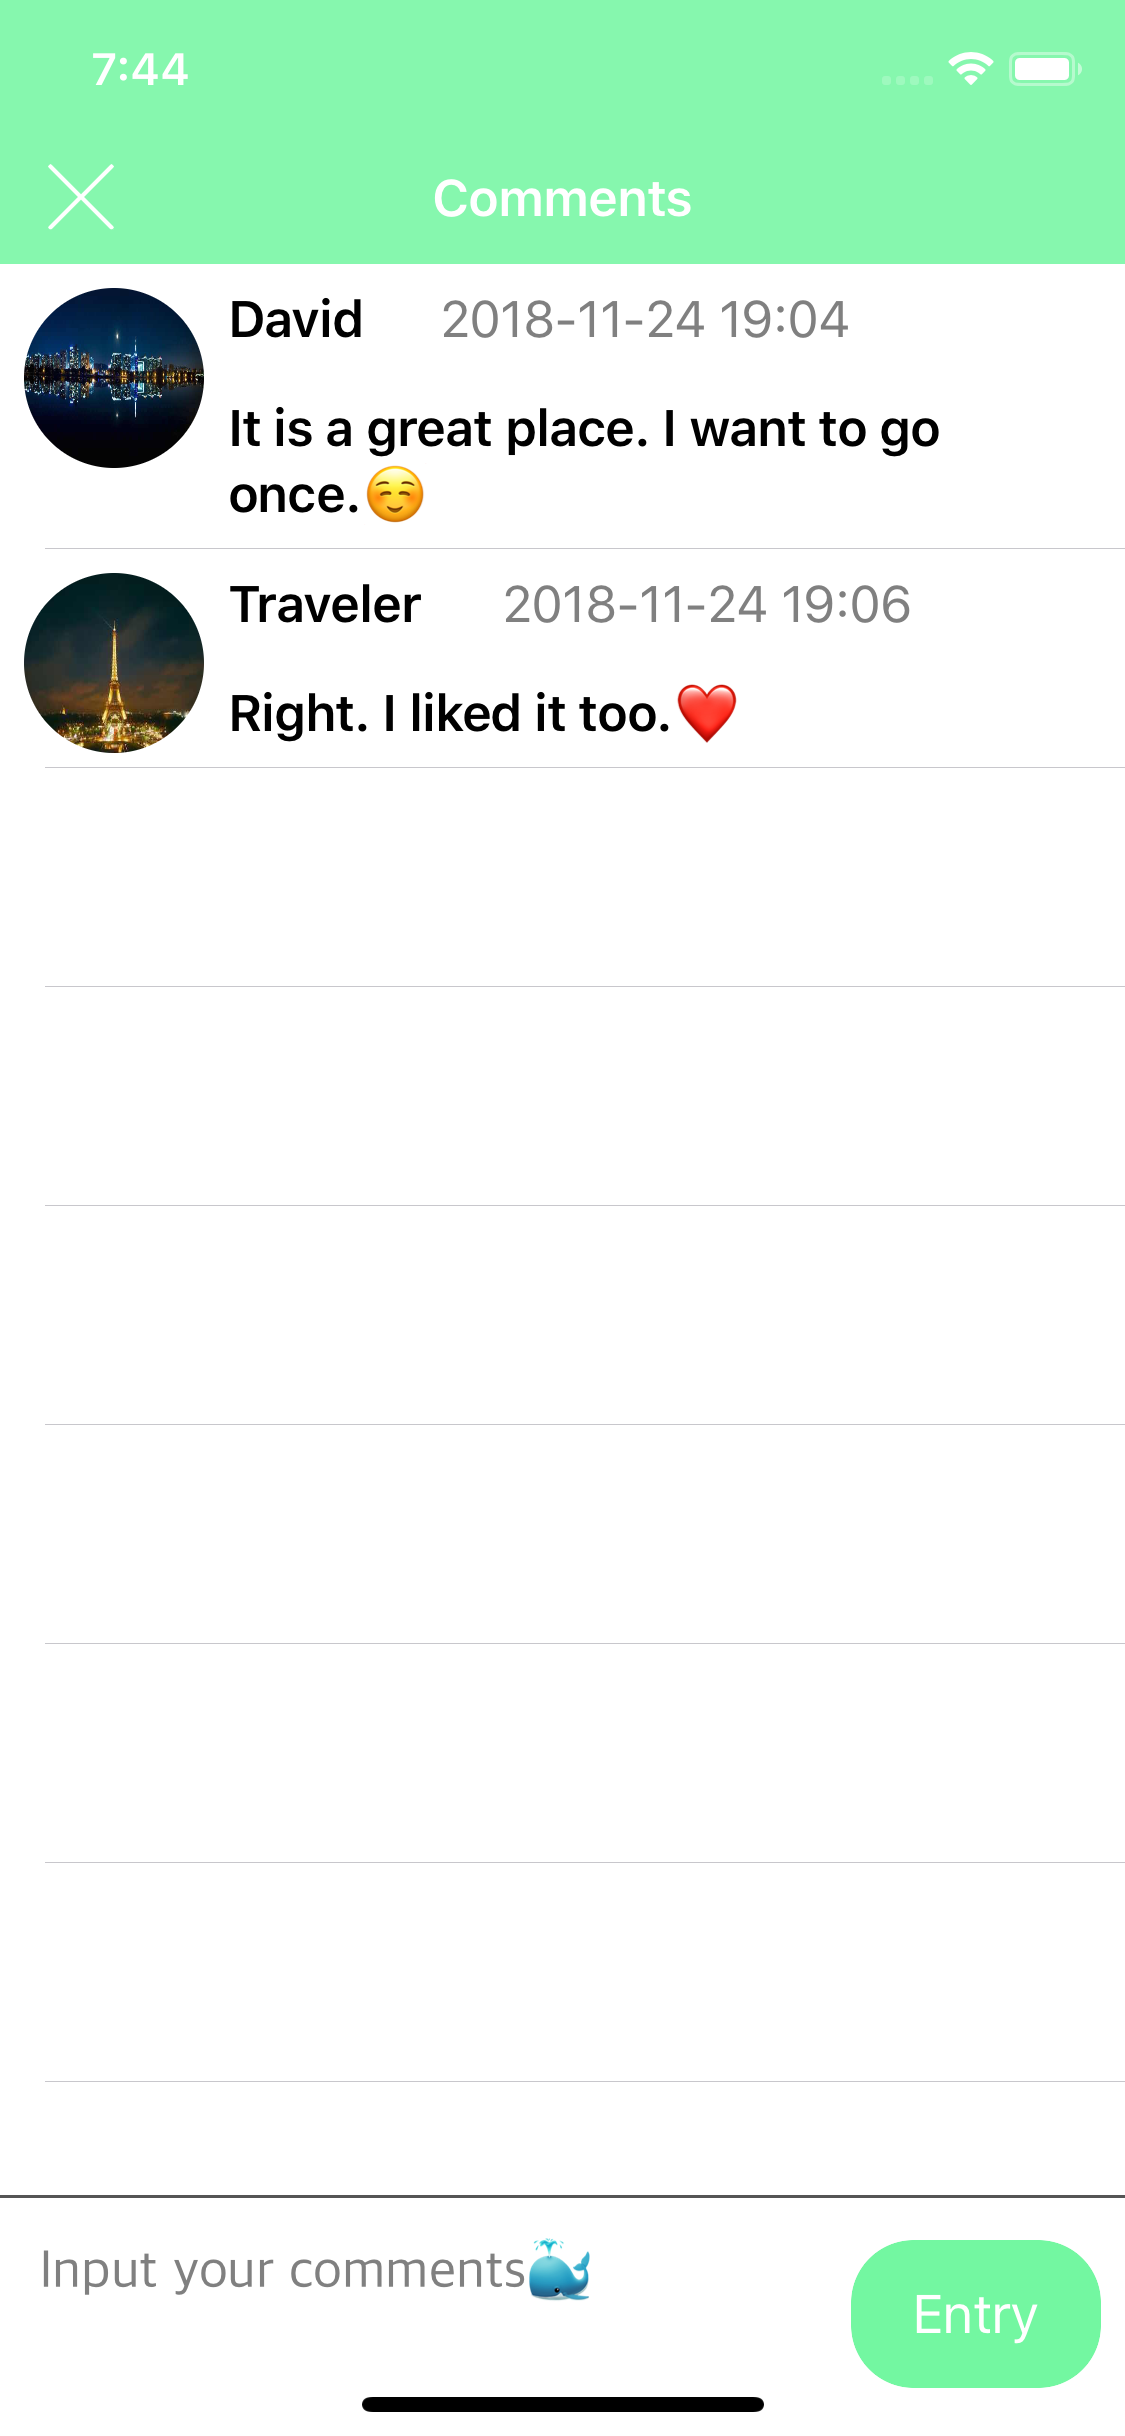 7:44
Comments
David 2018-11-24 19:04
It is a great place. I want to go
once.☺️
Traveler 2018-11-24 19:06
Right. I liked it too.❤️
Input your comments🐳
Entry